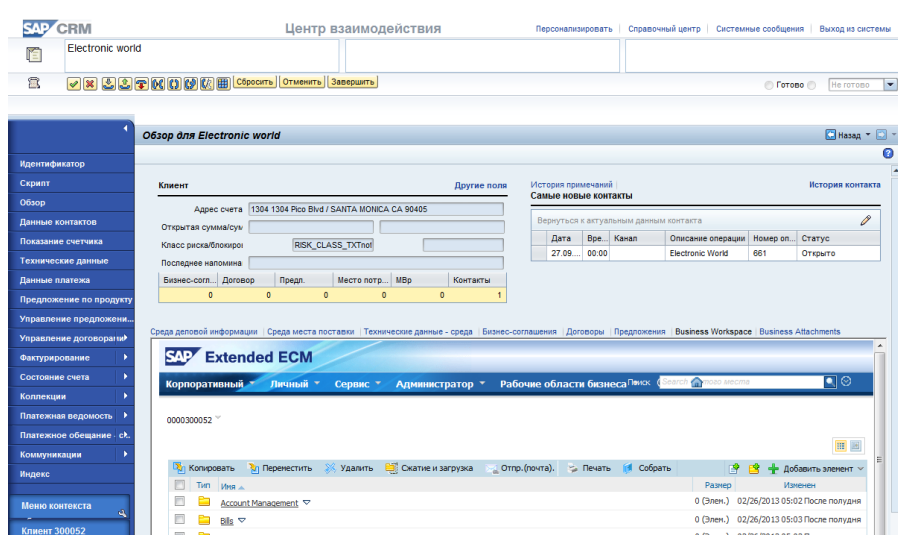 SAP CRM
Центр взаимодействия
Персонализировать | Справочный центр | Системные сообщения | Выход из системы
Electronic world
Сбросить Отменить Завершить
Готово Не готово
Обзор для Electronic world
Назад
Идентификатор
Скрипт
Обзор
Данные контактов
Показание счетчика
Технические данные
Данные платежа
Предложение по продукту
Управление предложени...
Управление договорами
Фактурирование
Состояние счета
Коллекции
Платежная ведомость
Платежное обещание
Коммуникации
Индекс
Меню контекста
Клиент 300052
Клиент Другие поля
Адрес счета 1304 1304 Pico Blvd / SANTA MONICA CA 90405
Открытая сумма/сум
Класс риска/блокирог RISK_CLASS_TXTnot
Последнее напомина
Бизнес-согл... Договор Предл. Место потр... МВр Контакты
0 0 0 0 0 1
История примечаний | История контакта
Самые новые контакты
Вернуться к актуальным данным контакта
Дата Вре... Канал Описание операции Номер оп... Статус
27.09.... 00:00 Electronic World 661 Открыто
Среда деловой информации | Среда места поставки | Технические данные - среда | Бизнес-соглашения | Договоры | Предложения | Business Workspace | Business Attachments
SAP Extended ECM
Корпоративный Личный Сервис Администратор Рабочие области бизнеса Поиск Search этого места
0000300052
Копировать Переместить Удалить Сжатие и загрузка Отпр.(почта). Печать Собрать Добавить элемент
Тип Имя Размер Изменен
Account Management 0 (Элен.) 02/26/2013 05:02 После полудня
Bills 0 (Элен.) 02/26/2013 05:03 После полудня